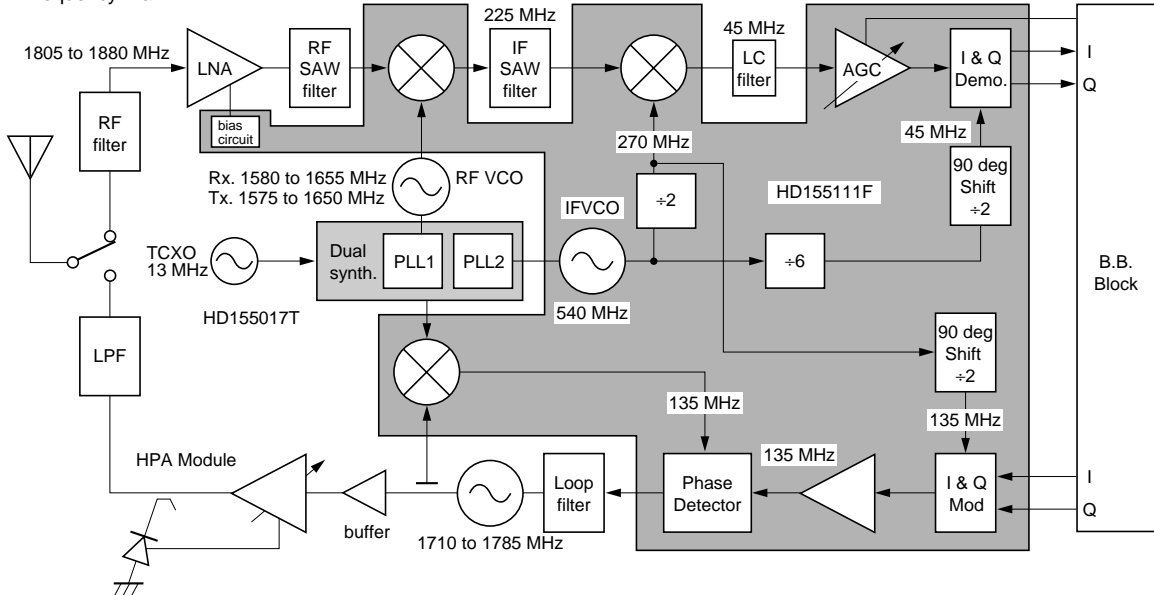 225 MHz
1805 to 1880 MHz
45 MHz
LNA
RF
SAW
filter
IF
SAW
filter
LC
filter
AGC
I & Q
Demo.
I
Q
RF
filter
bias
circuit
270 MHz
45 MHz
Rx. 1580 to 1655 MHz
Tx. 1575 to 1650 MHz
RF VCO
÷2
HD155111F
90 deg
Shift
÷2
IFVCO
TCXO
13 MHz
Dual
synth.
PLL1
PLL2
÷6
B.B.
Block
HD155017T
540 MHz
LPF
90 deg
Shift
÷2
135 MHz
135 MHz
HPA Module
135 MHz
Phase
Detector
I & Q
Mod
I
Q
Loop
filter
buffer
1710 to 1785 MHz